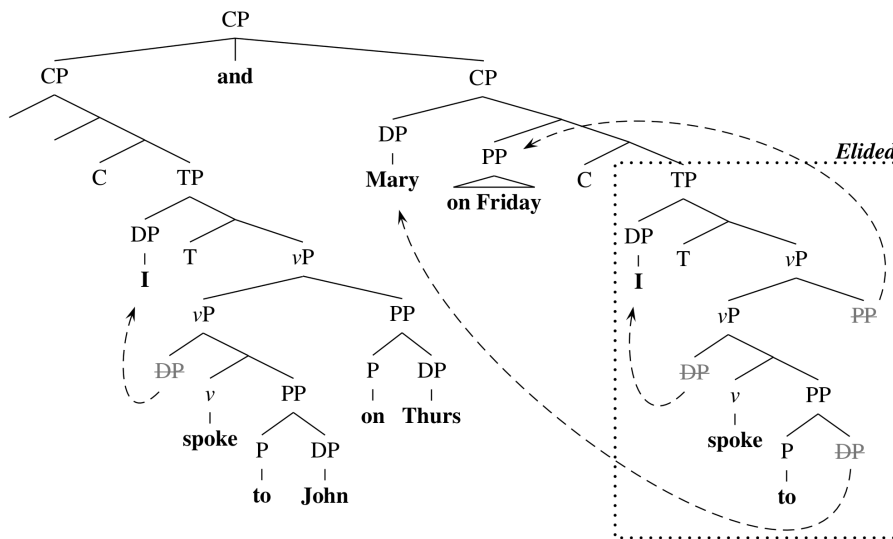 CP
CP and CP
DP PP
Elided
C TP Mary on Friday C TP
DP T vP DP T vP
I I
vP PP vP PP
DP v PP P DP DP v PP
spoke on Thurs spoke
P DP P DP
to John to